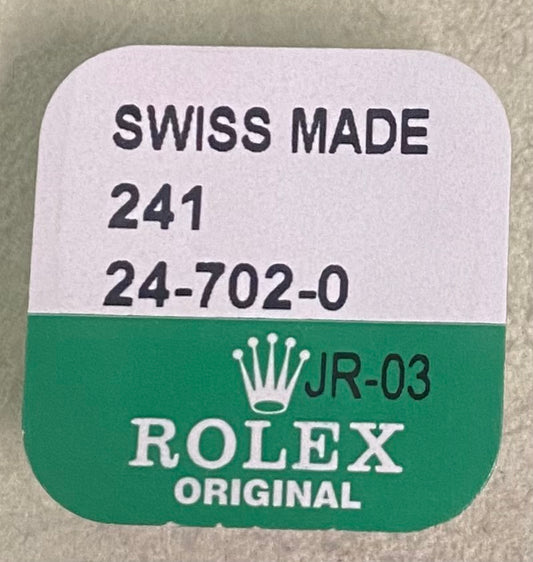 SWISS MADE
241
24-702-0
JR-03
ROLEX
ORIGINAL